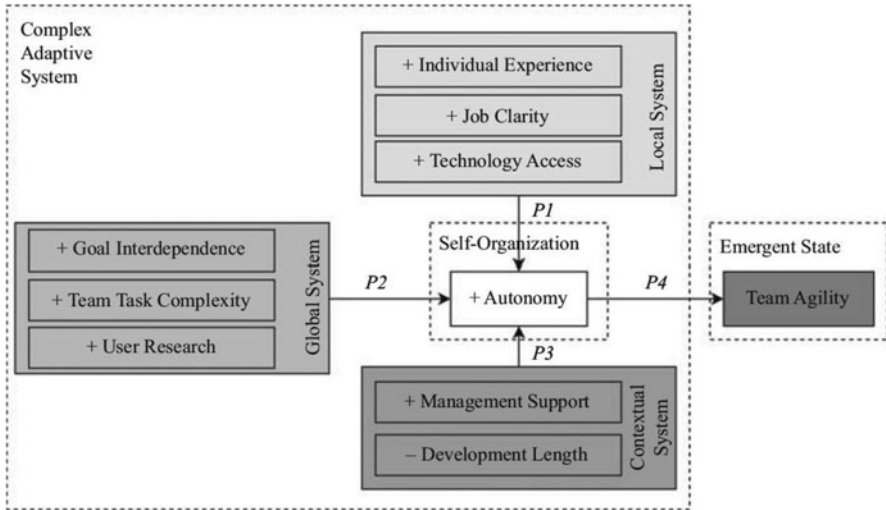 Complex
Adaptive
System
+ Individual Experience
+ Job Clarity
+ Technology Access
Local System
P1
+ Goal Interdependence
+ Team Task Complexity
+ User Research
Global System
P2
Self-Organization
+ Autonomy
P4
Emergent State
Team Agility
P3
+ Management Support
– Development Length
Contextual
System